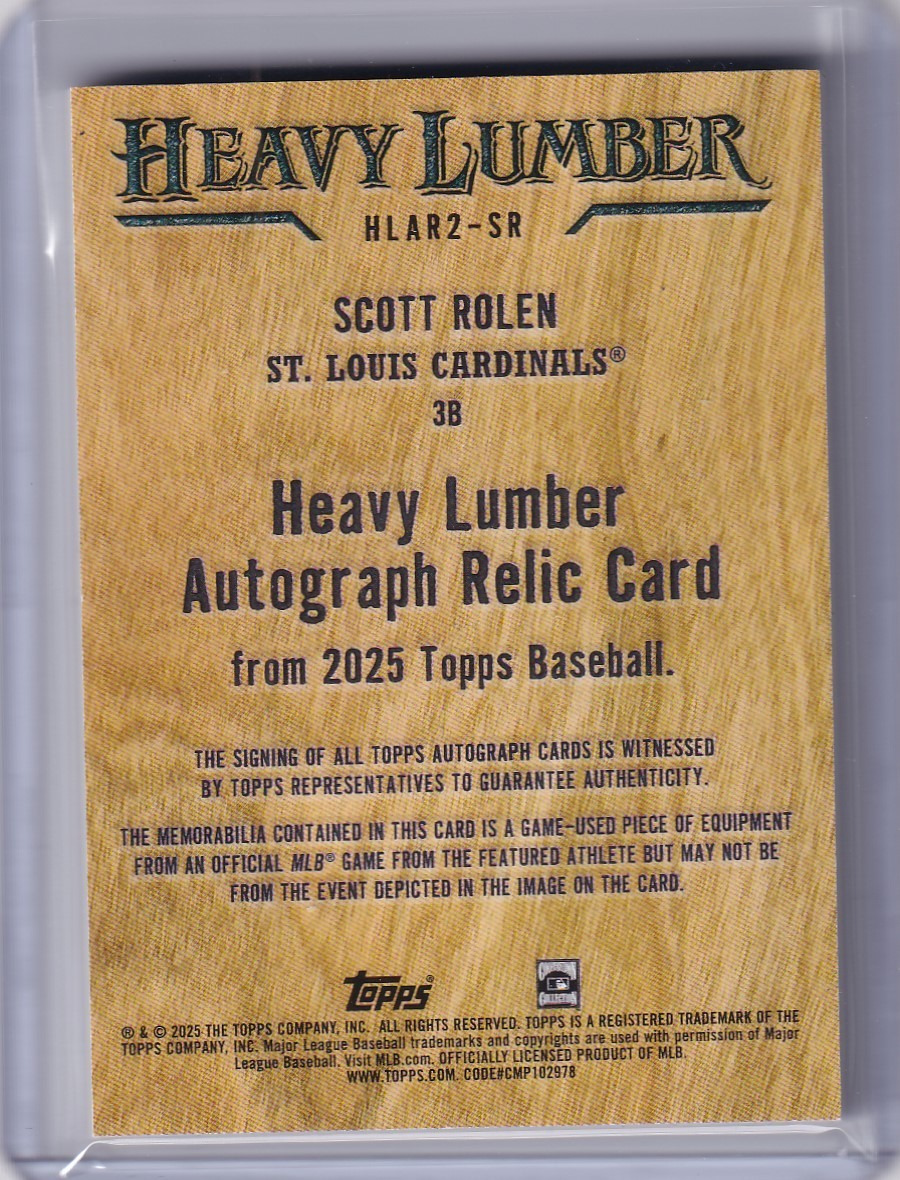 HEAVY LUMBER
HLAR2-SR
SCOTT ROLEN
ST. LOUIS CARDINALS®
3B
Heavy Lumber
Autograph Relic Card
from 2025 Topps Baseball.
THE SIGNING OF ALL TOPPS AUTOGRAPH CARDS IS WITNESSED
BY TOPPS REPRESENTATIVES TO GUARANTEE AUTHENTICITY.
THE MEMORABILIA CONTAINED IN THIS CARD IS A GAME-USED PIECE OF EQUIPMENT
FROM AN OFFICIAL MLB® GAME FROM THE FEATURED ATHLETE BUT MAY NOT BE
FROM THE EVENT DEPICTED IN THE IMAGE ON THE CARD.
topps®
COOPERSTOWN
COLLECTION
® & © 2025 THE TOPPS COMPANY, INC. ALL RIGHTS RESERVED. TOPPS IS A REGISTERED TRADEMARK OF THE
TOPPS COMPANY, INC. Major League Baseball trademarks and copyrights are used with permission of Major
League Baseball. Visit MLB.com. OFFICIALLY LICENSED PRODUCT OF MLB.
WWW.TOPPS.COM. CODE#CMP102978